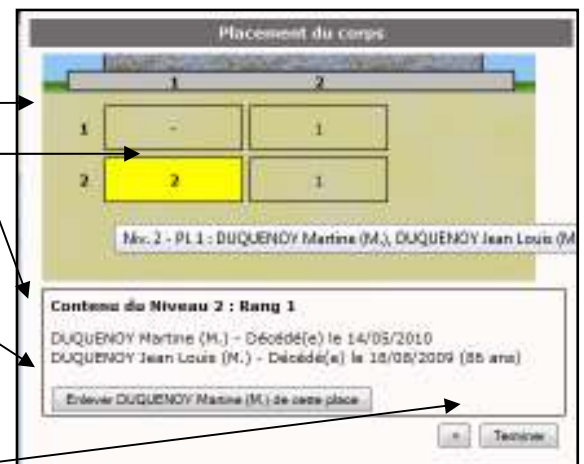 Placement du corps
1 2
1 - 1
2 2 1
Niv. 2 - Pl. 1 : DUQUENOY Martine (M.), DUQUENOY Jean Louis (M
Contenu du Niveau 2 : Rang 1
DUQUENOY Martine (M.) - Décédé(e) le 14/05/2010
DUQUENOY Jean Louis (M.) - Décédé(e) le 18/08/2009 (86 ans)
Enlever DUQUENOY Martine (M.) de cette place
Terminer